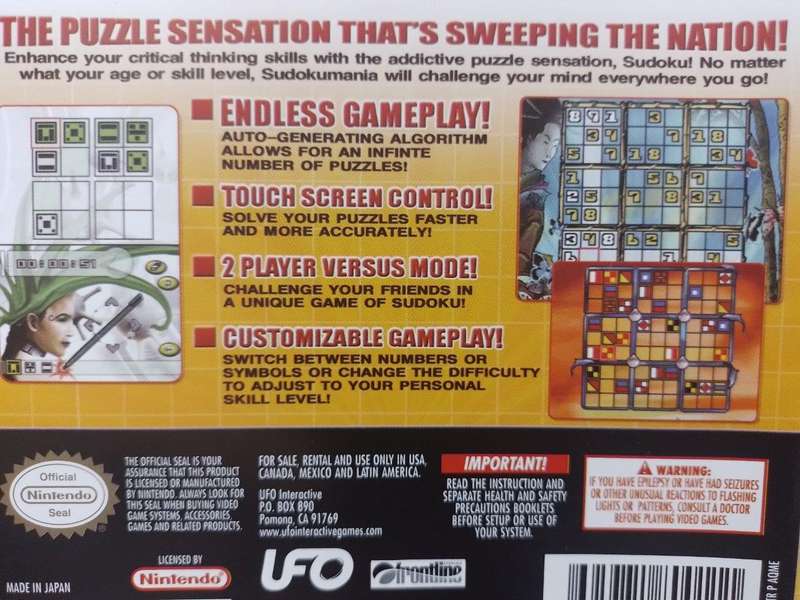 THE PUZZLE SENSATION THAT'S SWEEPING THE NATION!
Enhance your critical thinking skills with the addictive puzzle sensation, Sudoku! No matter
what your age or skill level, Sudokumania will challenge your mind everywhere you go!
ENDLESS GAMEPLAY!
AUTO-GENERATING ALGORITHM
ALLOWS FOR AN INFINTE
NUMBER OF PUZZLES!
TOUCH SCREEN CONTROL!
SOLVE YOUR PUZZLES FASTER
AND MORE ACCURATELY!
2 PLAYER VERSUS MODE!
CHALLENGE YOUR FRIENDS IN
A UNIQUE GAME OF SUDOKU!
CUSTOMIZABLE GAMEPLAY!
SWITCH BETWEEN NUMBERS OR
SYMBOLS OR CHANGE THE DIFFICULTY
TO ADJUST TO YOUR PERSONAL
SKILL LEVEL!
00:00:51
Official
Nintendo
Seal
THE OFFICIAL SEAL IS YOUR
ASSURANCE THAT THIS PRODUCT
IS LICENSED OR MANUFACTURED
BY NINTENDO. ALWAYS LOOK FOR
THIS SEAL WHEN BUYING VIDEO
GAME SYSTEMS, ACCESSORIES,
GAMES AND RELATED PRODUCTS.
FOR SALE, RENTAL AND USE ONLY IN USA,
CANADA, MEXICO AND LATIN AMERICA.
UFO Interactive
P.O. BOX 890
Pomona, CA 91769
www.ufointeractivegames.com
IMPORTANT!
READ THE INSTRUCTION AND
SEPARATE HEALTH AND SAFETY
PRECAUTIONS BOOKLETS
BEFORE SETUP OR USE OF
YOUR SYSTEM.
WARNING:
IF YOU HAVE EPILEPSY OR HAVE HAD SEIZURES
OR OTHER UNUSUAL REACTIONS TO FLASHING
LIGHTS OR PATTERNS, CONSULT A DOCTOR
BEFORE PLAYING VIDEO GAMES.
MADE IN JAPAN
LICENSED BY
Nintendo
UFO
frontline
TR P AQME